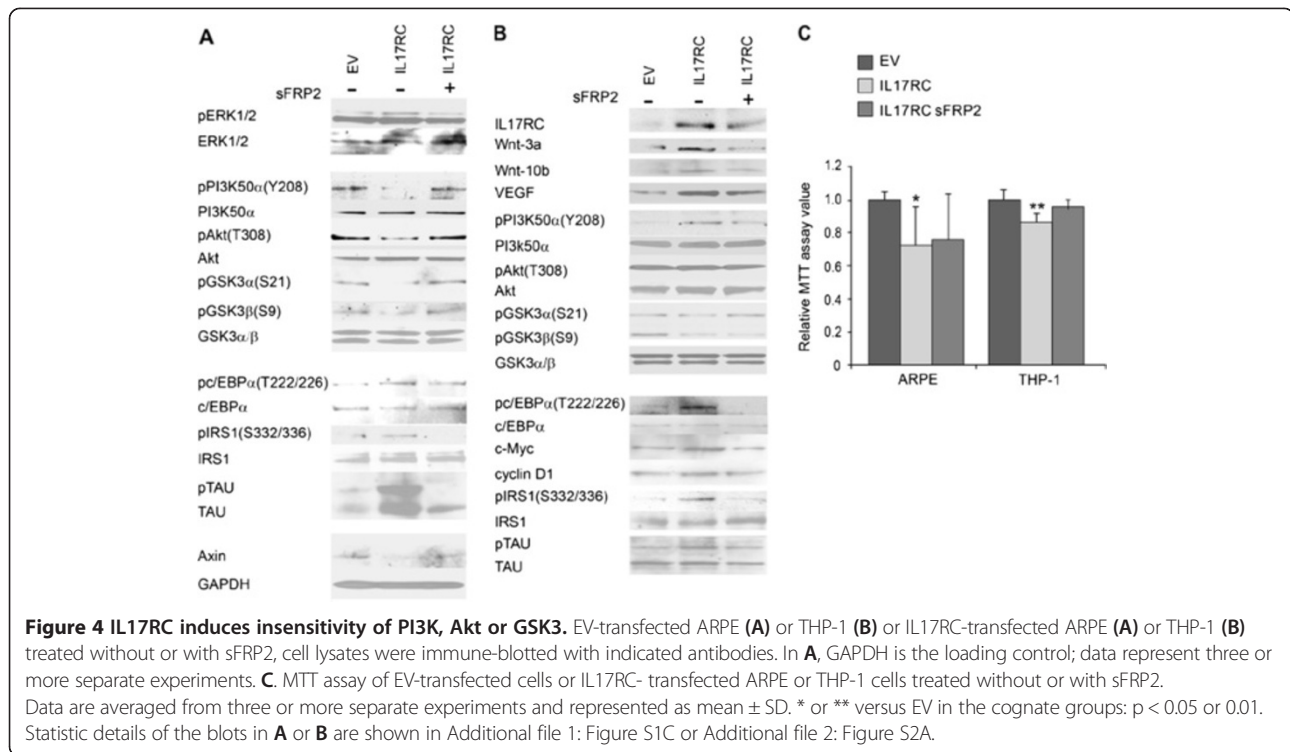 A
EV
IL17RC
IL17RC
sFRP2
- - +
pERK1/2
ERK1/2
pPI3K50α(Y208)
PI3K50α
pAkt(T308)
Akt
pGSK3α(S21)
pGSK3β(S9)
GSK3α/β
pc/EBPα(T222/226)
c/EBPα
pIRS1(S332/336)
IRS1
pTAU
TAU
Axin
GAPDH
B
EV
IL17RC
IL17RC
sFRP2
- - +
IL17RC
Wnt-3a
Wnt-10b
VEGF
pPI3K50α(Y208)
PI3k50α
pAkt(T308)
Akt
pGSK3α(S21)
pGSK3β(S9)
GSK3α/β
pc/EBPα(T222/226)
c/EBPα
c-Myc
cyclin D1
pIRS1(S332/336)
IRS1
pTAU
TAU
C
EV
IL17RC
IL17RC sFRP2
Relative MTT assay value
1.2
1.0
0.8
0.6
0.4
0.2
0
*
**
ARPE
THP-1
Figure 4 IL17RC induces insensitivity of PI3K, Akt or GSK3. EV-transfected ARPE (A) or THP-1 (B) or IL17RC-transfected ARPE (A) or THP-1 (B)
treated without or with sFRP2, cell lysates were immune-blotted with indicated antibodies. In A, GAPDH is the loading control; data represent three or
more separate experiments. C. MTT assay of EV-transfected cells or IL17RC- transfected ARPE or THP-1 cells treated without or with sFRP2.
Data are averaged from three or more separate experiments and represented as mean ± SD. * or ** versus EV in the cognate groups: p < 0.05 or 0.01.
Statistic details of the blots in A or B are shown in Additional file 1: Figure S1C or Additional file 2: Figure S2A.